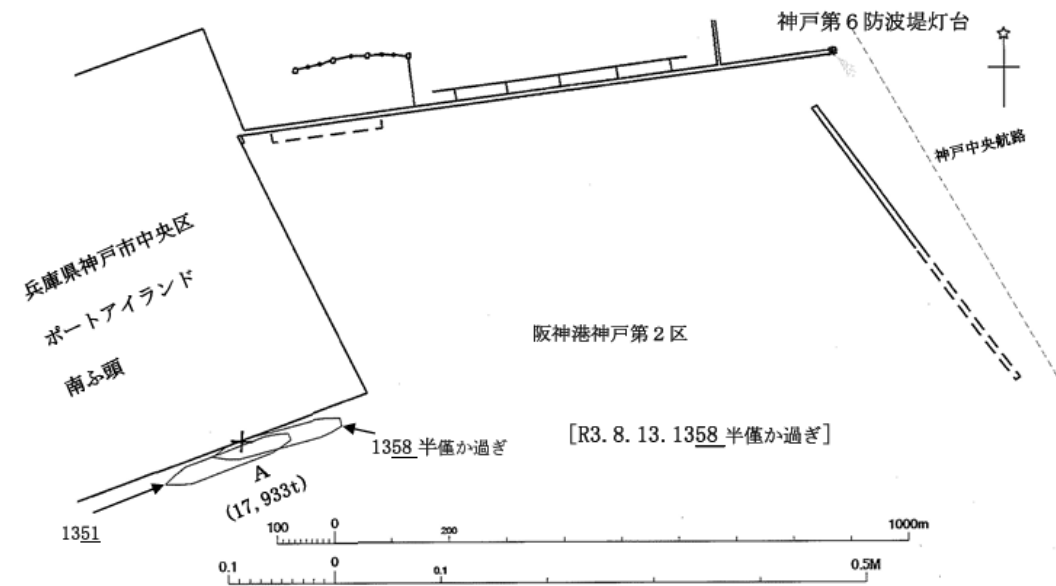 神戸第6防波堤灯台
神戸中央航路
兵庫県神戸市中央区
ポートアイランド
南ふ頭
阪神港神戸第2区
1358 半僅か過ぎ
[R3.8.13.1358 半僅か過ぎ]
A
(17,933t)
1351
100 0 200 1000m
0.1 0 0.1 0.5M